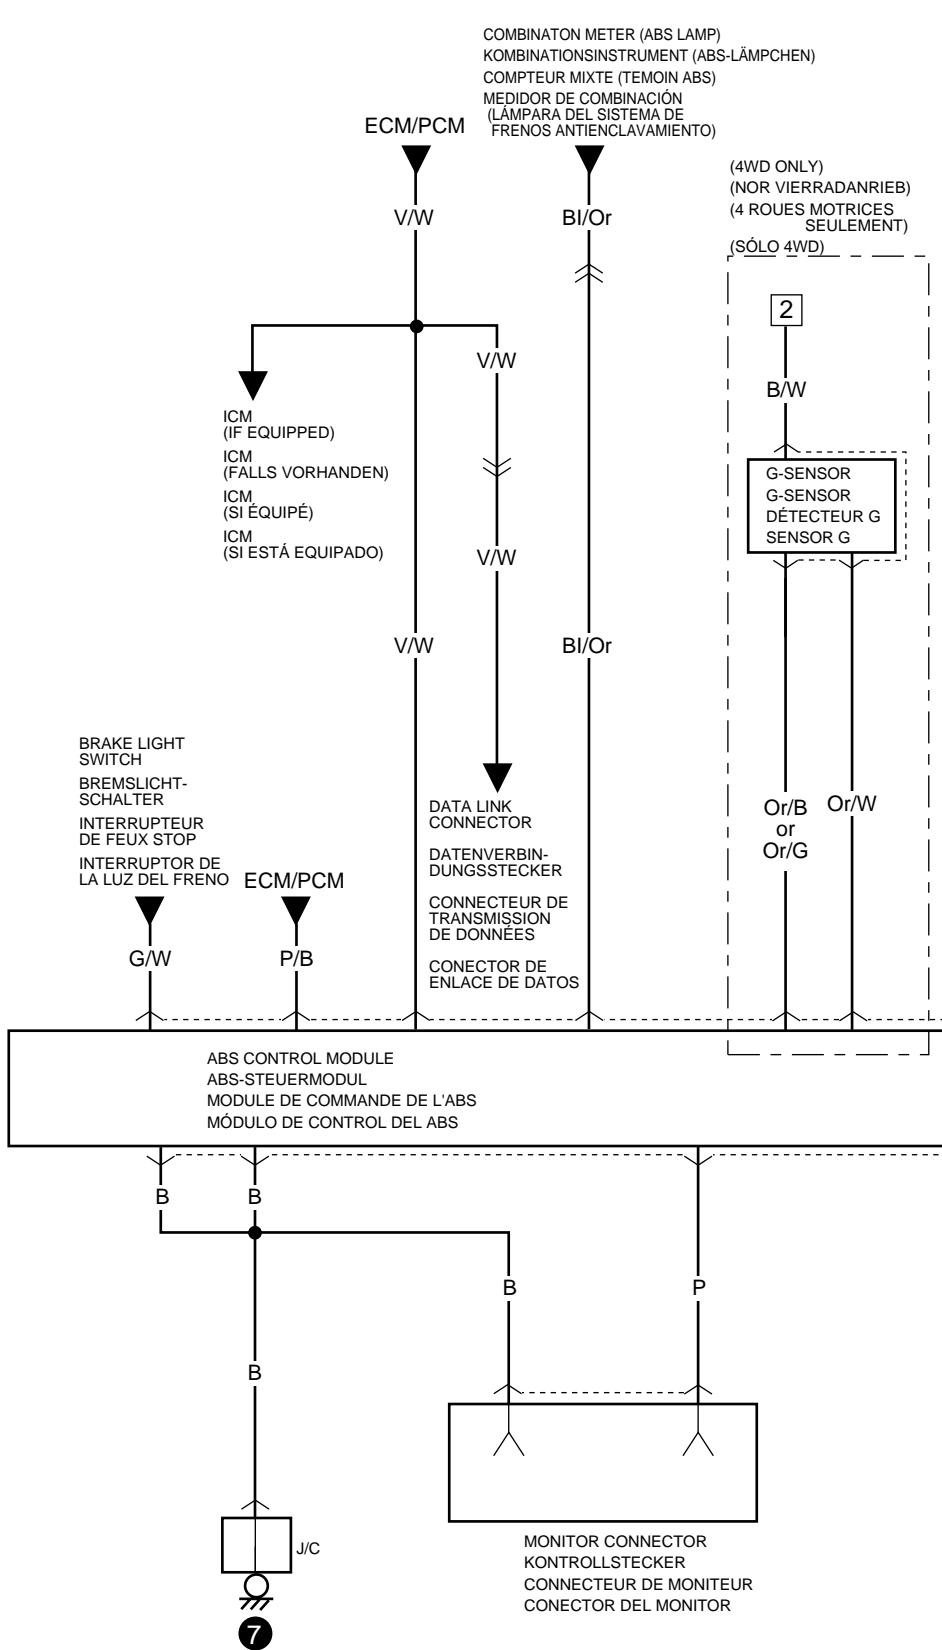 COMBINATON METER (ABS LAMP)
KOMBINATIONSINSTRUMENT (ABS-LÄMPCHEN)
COMPTEUR MIXTE (TEMOIN ABS)
MEDIDOR DE COMBINACIÓN
(LÁMPARA DEL SISTEMA DE
FRENOS ANTIENCLAVAMIENTO)
ECM/PCM
(4WD ONLY)
(NOR VIERRADANRIEB)
(4 ROUES MOTRICES
SEULEMENT)
(SÓLO 4WD)
V/W
Bl/Or
2
V/W
B/W
ICM
(IF EQUIPPED)
ICM
(FALLS VORHANDEN)
ICM
(SI ÉQUIPÉ)
ICM
(SI ESTÁ EQUIPADO)
G-SENSOR
G-SENSOR
DÉTECTEUR G
SENSOR G
V/W
V/W
Bl/Or
BRAKE LIGHT
SWITCH
BREMSLICHT-
SCHALTER
INTERRUPTEUR
DE FEUX STOP
INTERRUPTOR DE
LA LUZ DEL FRENO
ECM/PCM
DATA LINK
CONNECTOR
DATENVERBIN-
DUNGSSTECKER
CONNECTEUR DE
TRANSMISSION
DE DONNÉES
CONECTOR DE
ENLACE DE DATOS
Or/B
or
Or/G
Or/W
G/W
P/B
ABS CONTROL MODULE
ABS-STEUERMODUL
MODULE DE COMMANDE DE L'ABS
MÓDULO DE CONTROL DEL ABS
B
B
B
P
B
J/C
7
MONITOR CONNECTOR
KONTROLLSTECKER
CONNECTEUR DE MONITEUR
CONECTOR DEL MONITOR